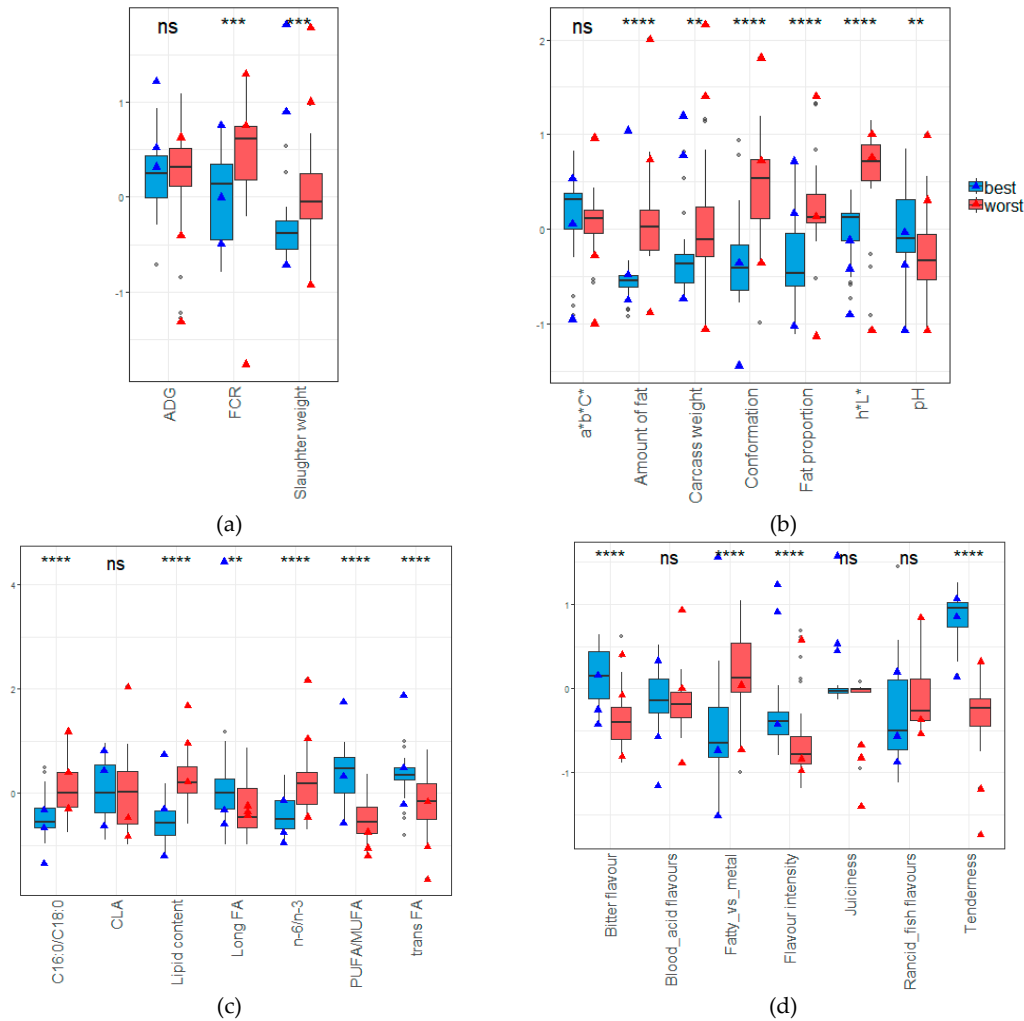 ns *** ***
1
0
-1
ADG
FCR
Slaughter weight
(a)
ns **** ** **** **** **** **
2
1
0
-1
a*b*C*
Amount of fat
Carcass weight
Conformation
Fat proportion
h*L*
pH
best
worst
(b)
**** ns **** ** **** **** ****
4
2
0
C16:0/C18:0
CLA
Lipid content
Long FA
n-6/n-3
PUFA/MUFA
trans FA
(c)
**** ns **** **** ns ns ****
1
0
-1
Bitter flavour
Blood_acid flavours
Fatty_vs_metal
Flavour intensity
Juiciness
Rancid_fish flavours
Tenderness
(d)